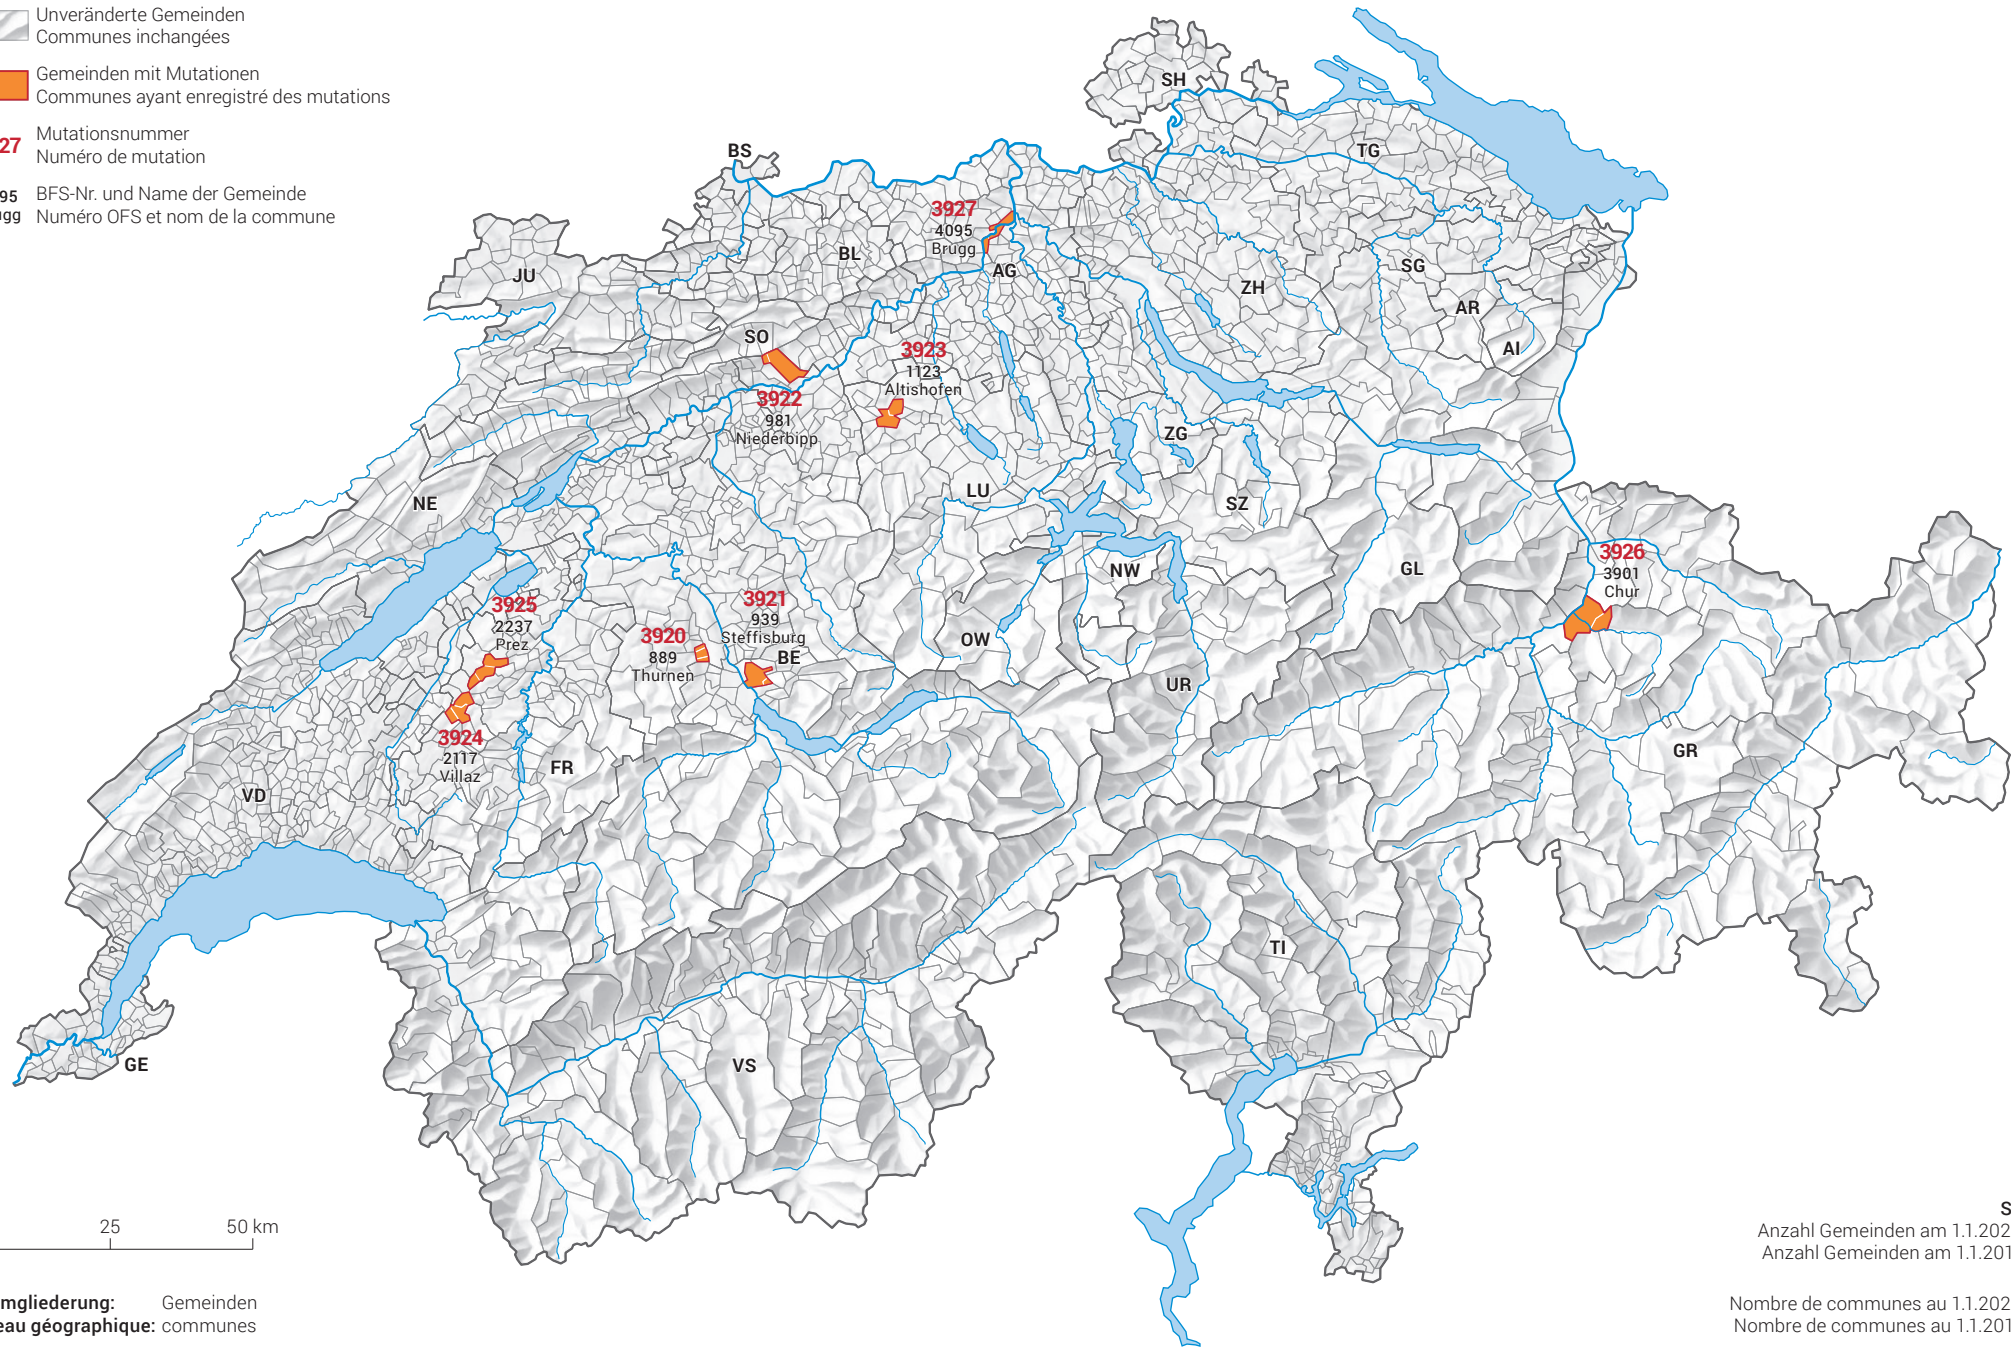 Unveränderte Gemeinden
Communes inchangées
Gemeinden mit Mutationen
Communes ayant enregistré des mutations
27 Mutationsnummer
Numéro de mutation
95 BFS-Nr. und Name der Gemeinde
Numéro OFS et nom de la commune
SH
BS
TG
3927
4095
Brugg
BL
JU
AG
SG
ZH
AR
SO
AI
3923
1123
Altishofen
3922
981
Niederbipp
ZG
LU
NE
SZ
3926
3901
Chur
NW
GL
3925
2237
Prez
3921
939
Steffisburg
3920
889
Thurnen
OW
BE
UR
3924
2117
Villaz
GR
FR
VD
TI
GE
VS
25 50 km
mgliederung: Gemeinden
eau géographique: communes
S
Anzahl Gemeinden am 1.1.202
Anzahl Gemeinden am 1.1.201
Nombre de communes au 1.1.202
Nombre de communes au 1.1.201